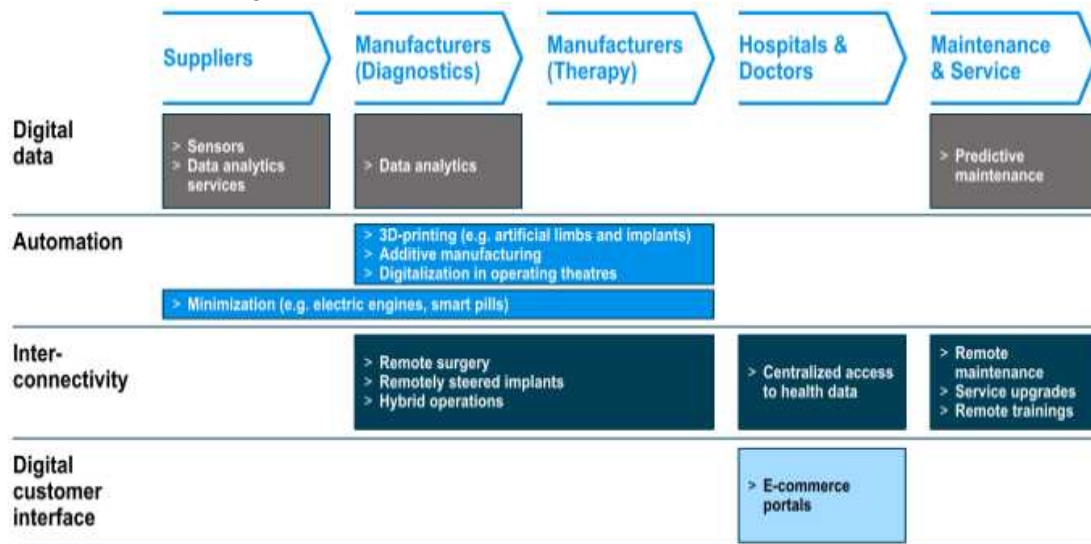 Suppliers
Manufacturers
(Diagnostics)
Manufacturers
(Therapy)
Hospitals &
Doctors
Maintenance
& Service
Digital
data
> Sensors
> Data analytics
services
> Data analytics
> Predictive
maintenance
Automation
> 3D-printing (e.g. artificial limbs and implants)
> Additive manufacturing
> Digitalization in operating theatres
> Minimization (e.g. electric engines, smart pills)
Inter-
connectivity
> Remote surgery
> Remotely steered implants
> Hybrid operations
> Centralized access
to health data
> Remote
maintenance
> Service upgrades
> Remote trainings
Digital
customer
interface
> E-commerce
portals